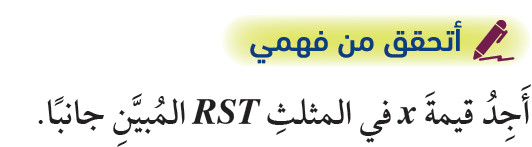 أتحقق من فهمي
أَجِدُ قيمةَ x في المثلثِ RST المُبيَّنِ جانبًا.